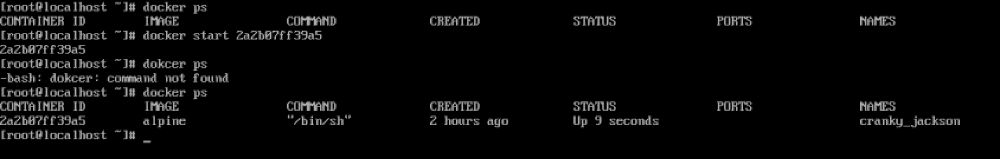 [root@localhost ~]# docker ps
CONTAINER ID IMAGE COMMAND CREATED STATUS PORTS NAMES
[root@localhost ~]# docker start 2a2b07ff39a5
2a2b07ff39a5
[root@localhost ~]# dokcer ps
-bash: dokcer: command not found
[root@localhost ~]# docker ps
CONTAINER ID IMAGE COMMAND CREATED STATUS PORTS NAMES
2a2b07ff39a5 alpine "/bin/sh" 2 hours ago Up 9 seconds cranky_jackson
[root@localhost ~]# _